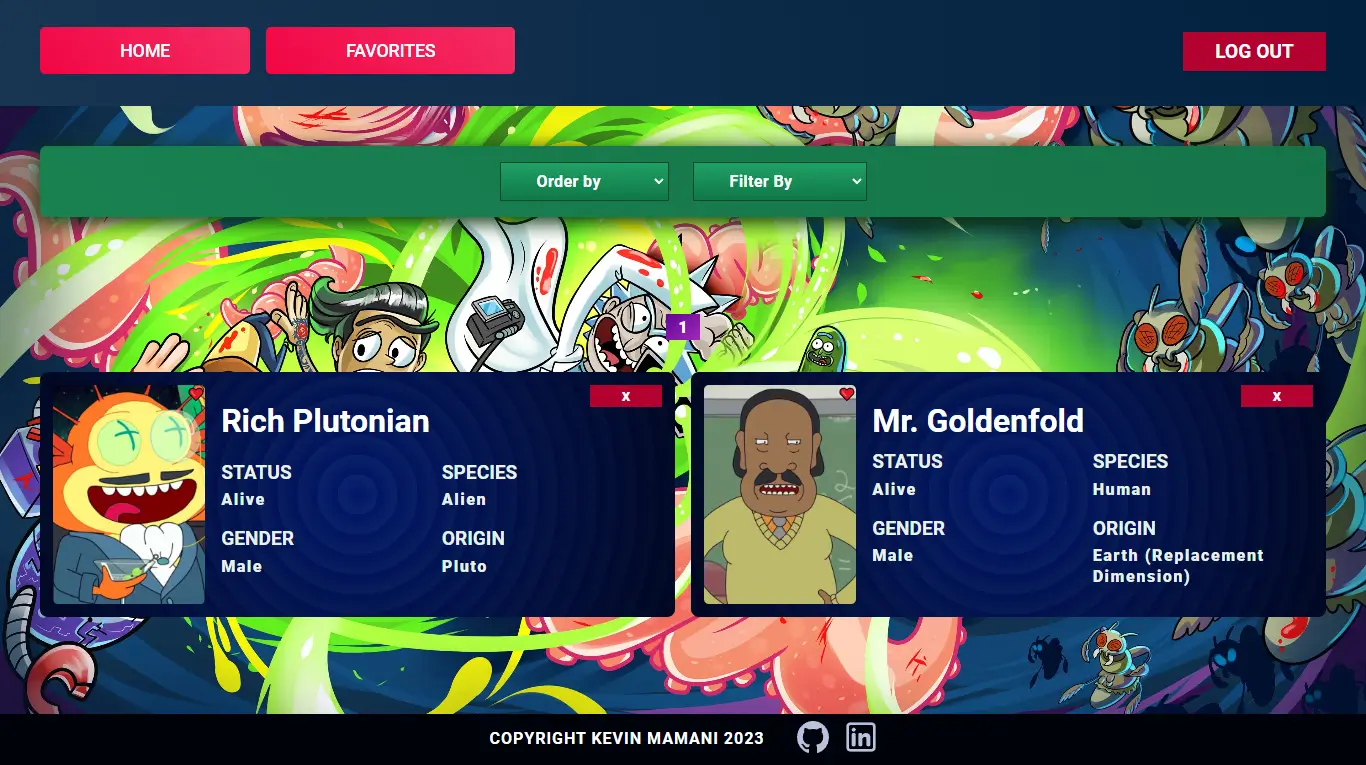 HOME
FAVORITES
LOG OUT
Order by
Filter By
1
x
Rich Plutonian
STATUS
SPECIES
Alive
Alien
GENDER
ORIGIN
Male
Pluto
x
Mr. Goldenfold
STATUS
SPECIES
Alive
Human
GENDER
ORIGIN
Male
Earth (Replacement
Dimension)
COPYRIGHT KEVIN MAMANI 2023
in